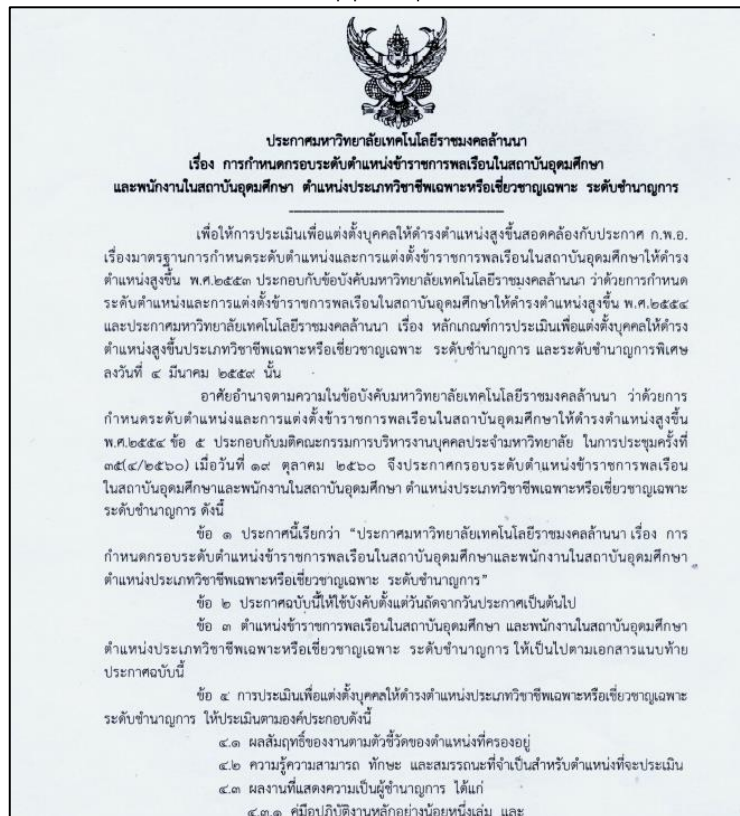 ประกาศมหาวิทยาลัยเทคโนโลยีราชมงคลล้านนา
เรื่อง การกำหนดกรอบระดับตำแหน่งข้าราชการพลเรือนในสถาบันอุดมศึกษา
และพนักงานในสถาบันอุดมศึกษา ตำแหน่งประเภทวิชาชีพเฉพาะหรือเชี่ยวชาญเฉพาะ ระดับชำนาญการ
เพื่อให้การประเมินเพื่อแต่งตั้งบุคคลให้ดำรงตำแหน่งสูงขึ้นสอดคล้องกับประกาศ ก.พ.อ.
เรื่องมาตรฐานการกำหนดระดับตำแหน่งและการแต่งตั้งข้าราชการพลเรือนในสถาบันอุดมศึกษาให้ดำรง
ตำแหน่งสูงขึ้น พ.ศ.๒๕๕๓ ประกอบกับข้อบังคับมหาวิทยาลัยเทคโนโลยีราชมงคลล้านนา ว่าด้วยการกำหนด
ระดับตำแหน่งและการแต่งตั้งข้าราชการพลเรือนในสถาบันอุดมศึกษาให้ดำรงตำแหน่งสูงขึ้น พ.ศ.๒๕๕๔
และประกาศมหาวิทยาลัยเทคโนโลยีราชมงคลล้านนา เรื่อง หลักเกณฑ์การประเมินเพื่อแต่งตั้งบุคคลให้ดำรง
ตำแหน่งสูงขึ้นประเภทวิชาชีพเฉพาะหรือเชี่ยวชาญเฉพาะ ระดับชำนาญการ และระดับชำนาญการพิเศษ
ลงวันที่ ๔ มีนาคม ๒๕๕๙ นั้น
อาศัยอำนาจตามความในข้อบังคับมหาวิทยาลัยเทคโนโลยีราชมงคลล้านนา ว่าด้วยการ
กำหนดระดับตำแหน่งและการแต่งตั้งข้าราชการพลเรือนในสถาบันอุดมศึกษาให้ดำรงตำแหน่งสูงขึ้น
พ.ศ.๒๕๕๔ ข้อ ๕ ประกอบกับมติคณะกรรมการบริหารงานบุคคลประจำมหาวิทยาลัย ในการประชุมครั้งที่
๓๕(๔/๒๕๖๐) เมื่อวันที่ ๑๙ ตุลาคม ๒๕๖๐ จึงประกาศกรอบระดับตำแหน่งข้าราชการพลเรือน
ในสถาบันอุดมศึกษาและพนักงานในสถาบันอุดมศึกษา ตำแหน่งประเภทวิชาชีพเฉพาะหรือเชี่ยวชาญเฉพาะ
ระดับชำนาญการ ดังนี้
ข้อ ๑ ประกาศนี้เรียกว่า “ประกาศมหาวิทยาลัยเทคโนโลยีราชมงคลล้านนา เรื่อง การ
กำหนดกรอบระดับตำแหน่งข้าราชการพลเรือนในสถาบันอุดมศึกษาและพนักงานในสถาบันอุดมศึกษา
ตำแหน่งประเภทวิชาชีพเฉพาะหรือเชี่ยวชาญเฉพาะ ระดับชำนาญการ”
ข้อ ๒ ประกาศฉบับนี้ให้ใช้บังคับตั้งแต่วันถัดจากวันประกาศเป็นต้นไป
ข้อ ๓ ตำแหน่งข้าราชการพลเรือนในสถาบันอุดมศึกษา และพนักงานในสถาบันอุดมศึกษา
ตำแหน่งประเภทวิชาชีพเฉพาะหรือเชี่ยวชาญเฉพาะ ระดับชำนาญการ ให้เป็นไปตามเอกสารแนบท้าย
ประกาศฉบับนี้
ข้อ ๔ การประเมินเพื่อแต่งตั้งบุคคลให้ดำรงตำแหน่งประเภทวิชาชีพเฉพาะหรือเชี่ยวชาญเฉพาะ
ระดับชำนาญการ ให้ประเมินตามองค์ประกอบดังนี้
๔.๑ ผลสัมฤทธิ์ของงานตามตัวชี้วัดของตำแหน่งที่ครองอยู่
๔.๒ ความรู้ความสามารถ ทักษะ และสมรรถนะที่จำเป็นสำหรับตำแหน่งที่จะประเมิน
๔.๓ ผลงานที่แสดงความเป็นผู้ชำนาญการ ได้แก่
๔.๓.๑ คู่มือปฏิบัติงานหลักอย่างน้อยหนึ่งเล่ม และ